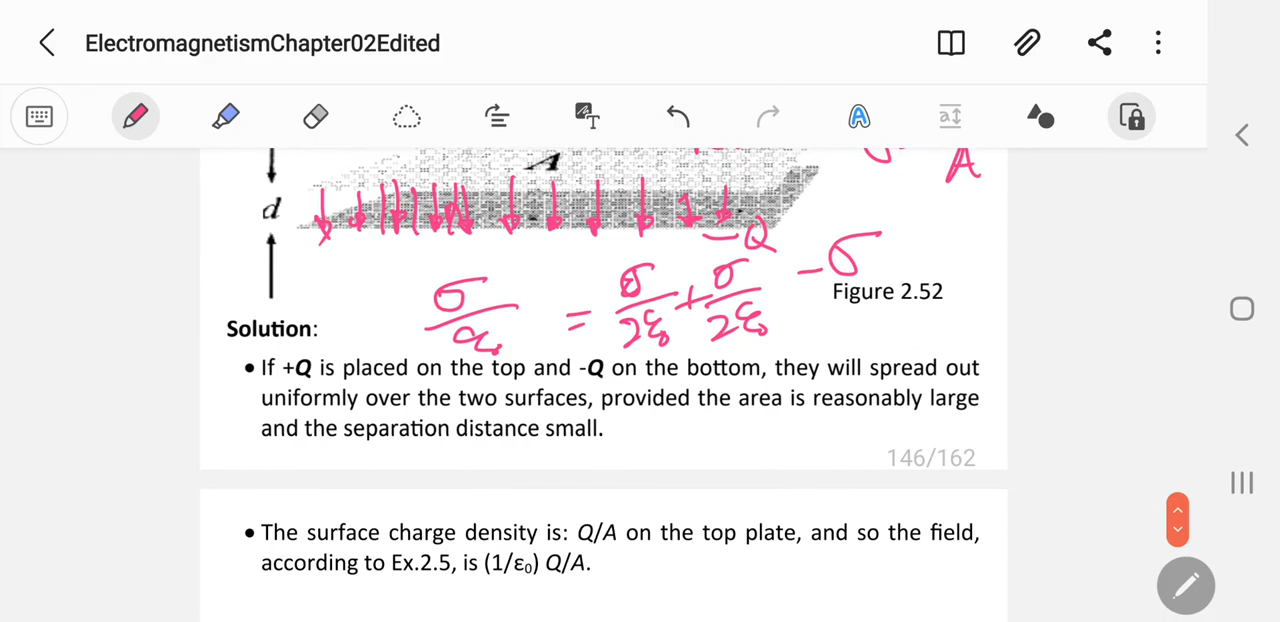 ElectromagnetismChapter02Edited
A
A
d
-Q
-σ
σ/ε₀ = σ/2ε₀ + σ/2ε₀
Figure 2.52
Solution:
• If +Q is placed on the top and -Q on the bottom, they will spread out
uniformly over the two surfaces, provided the area is reasonably large
and the separation distance small.
146/162
• The surface charge density is: Q/A on the top plate, and so the field,
according to Ex.2.5, is (1/ε₀) Q/A.